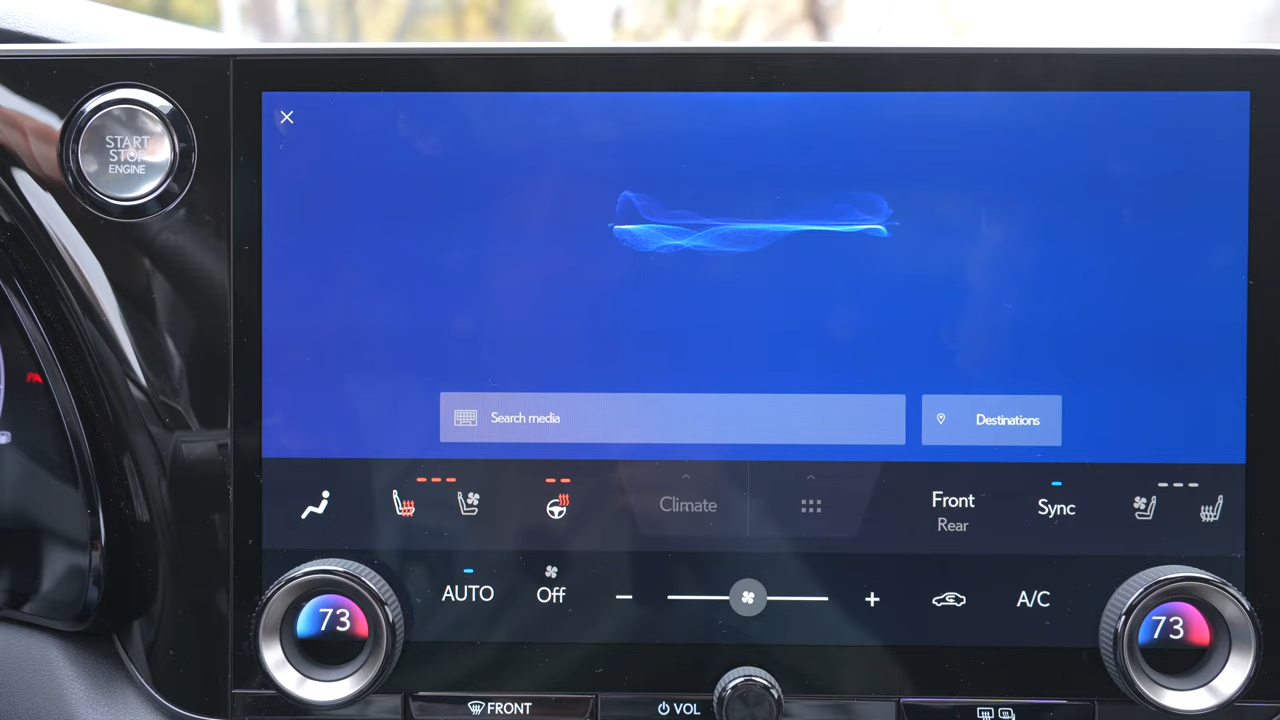 START
STOP
ENGINE
Search media
Destinations
Climate
Front
Rear
Sync
AUTO
Off
A/C
73
73
FRONT
VOL